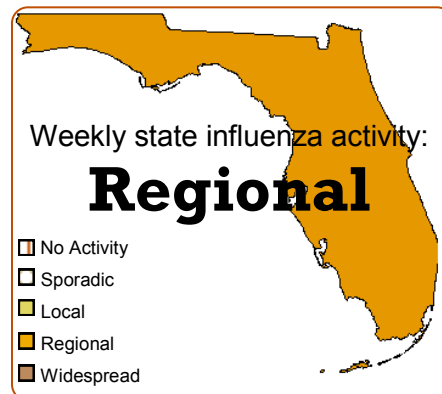 Weekly state influenza activity:
Regional
No Activity
Sporadic
Local
Regional
Widespread